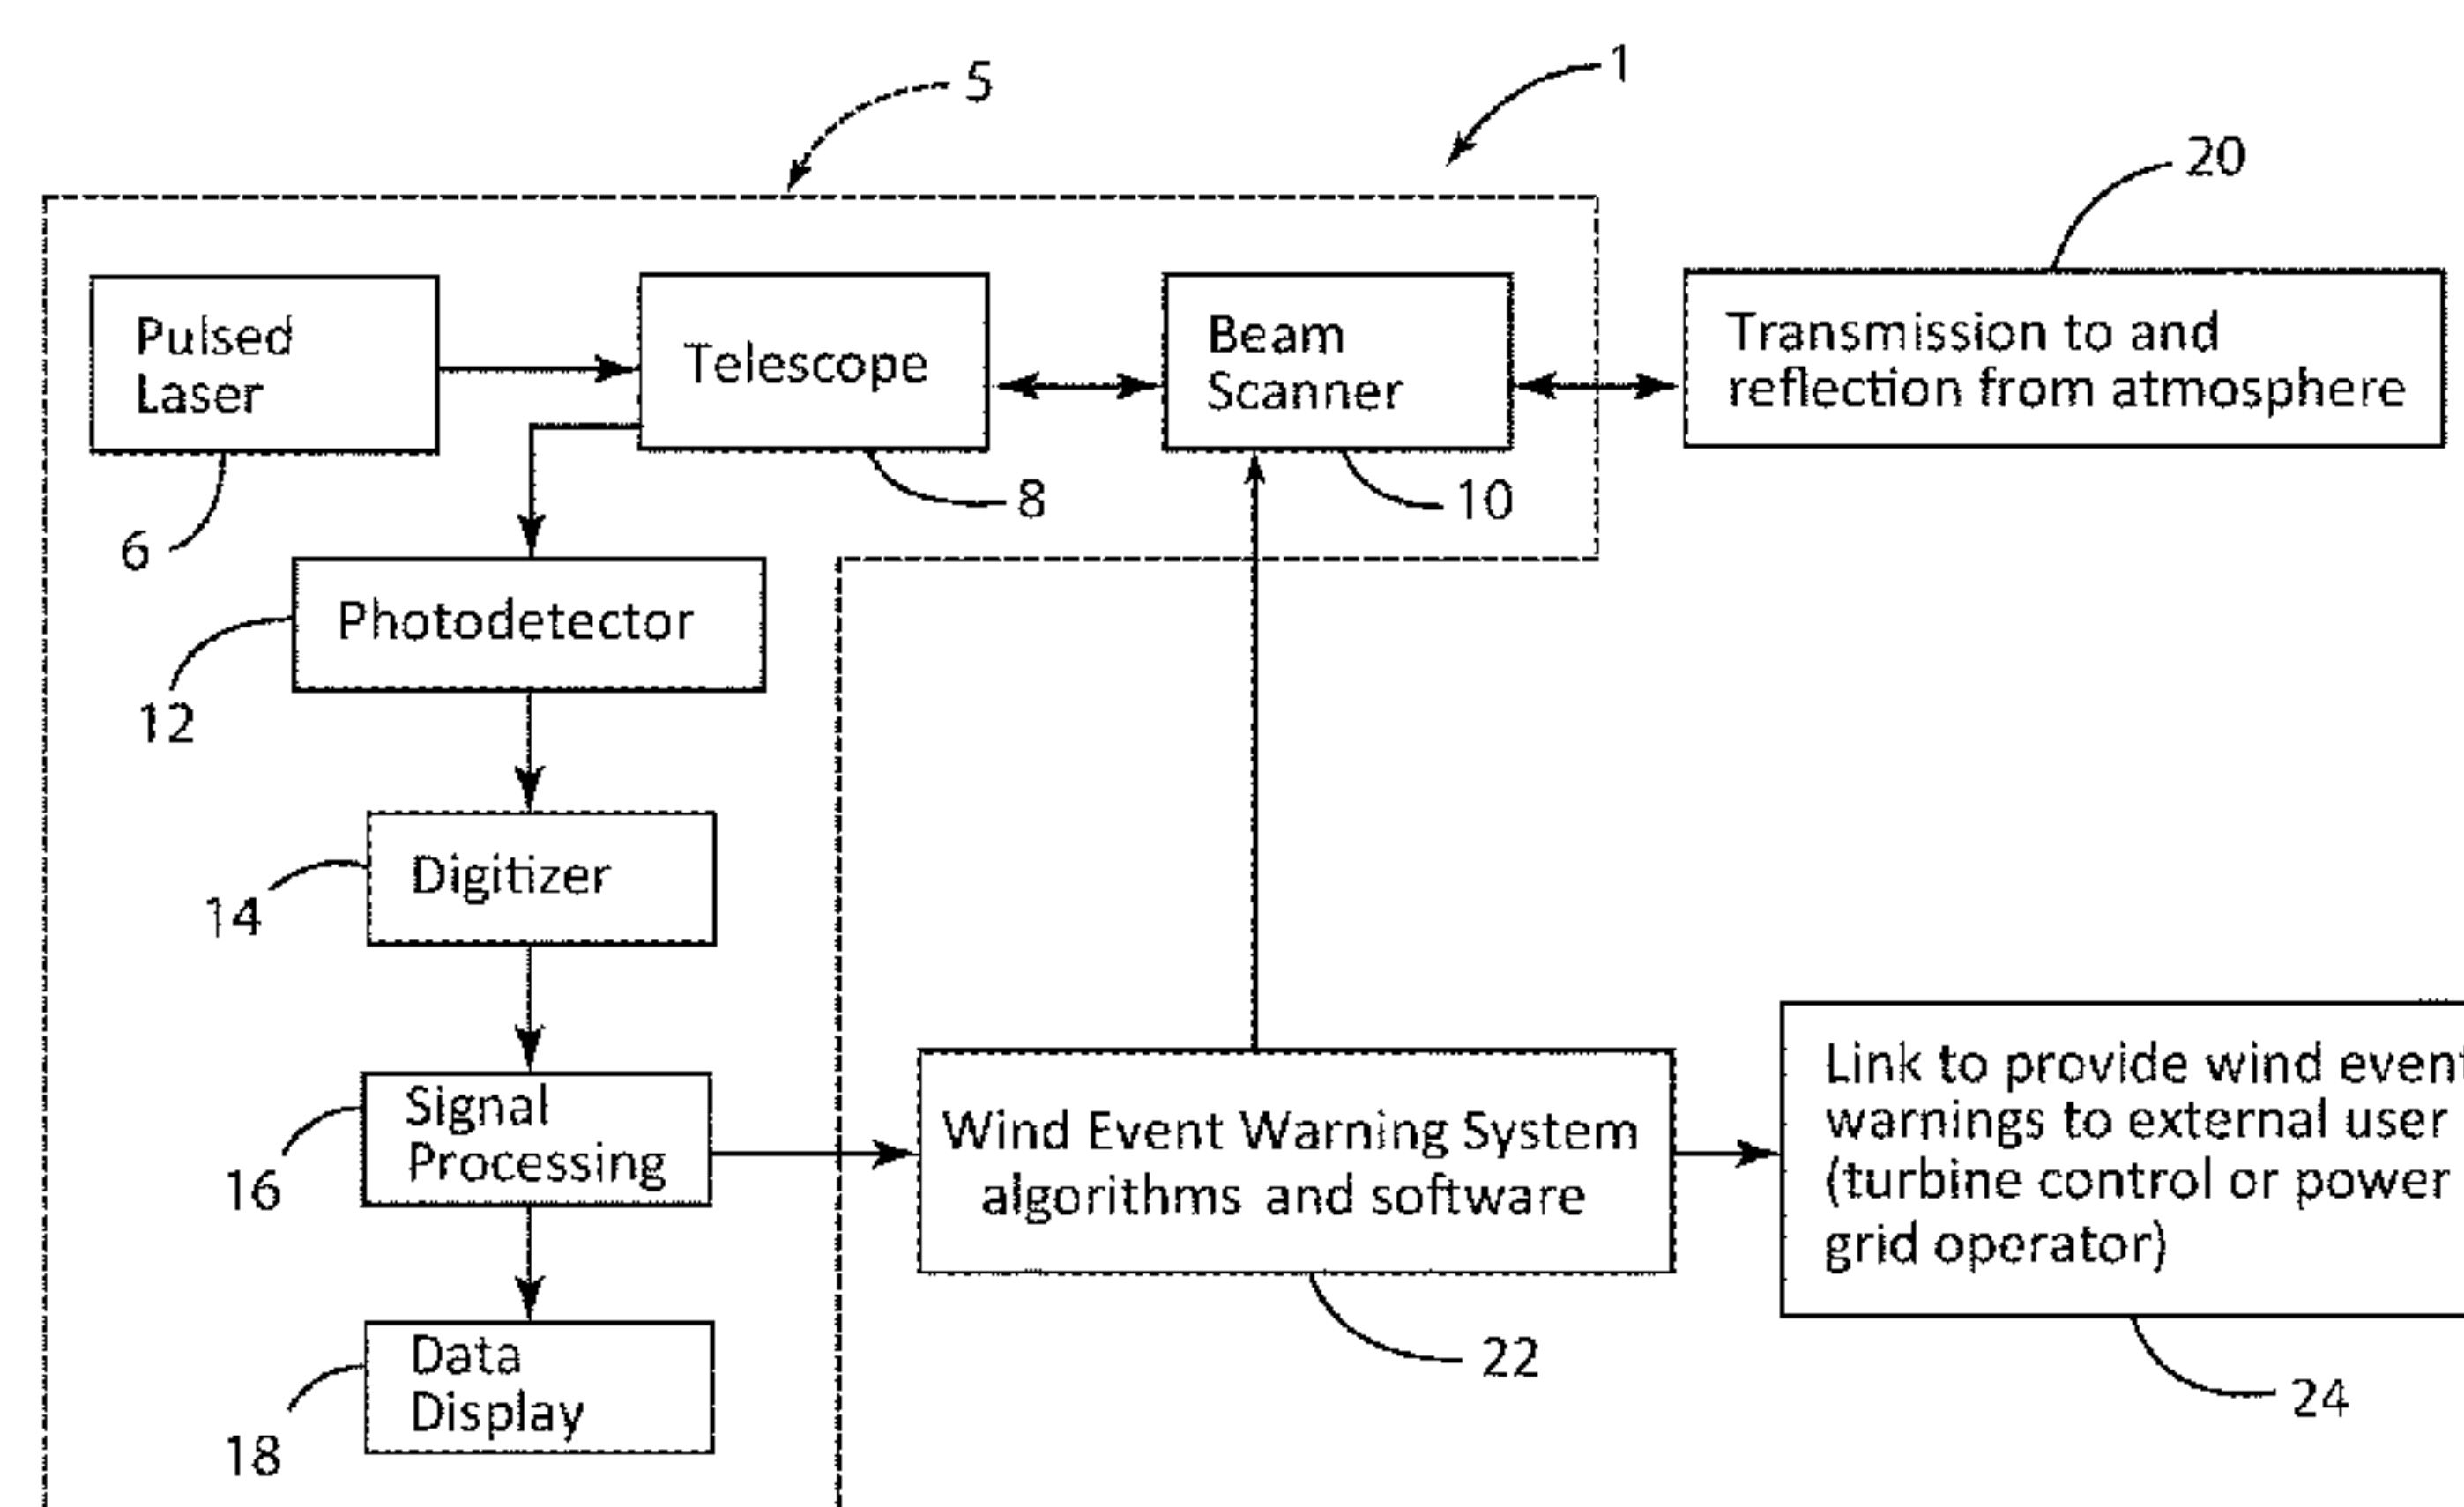 5
1
20
Pulsed
Laser
Telescope
Beam
Scanner
Transmission to and
reflection from atmosphere
6
8
10
Photodetector
12
Digitizer
14
Signal
Processing
16
Wind Event Warning System
algorithms and software
22
Link to provide wind event
warnings to external user
(turbine control or power
grid operator)
24
Data
Display
18